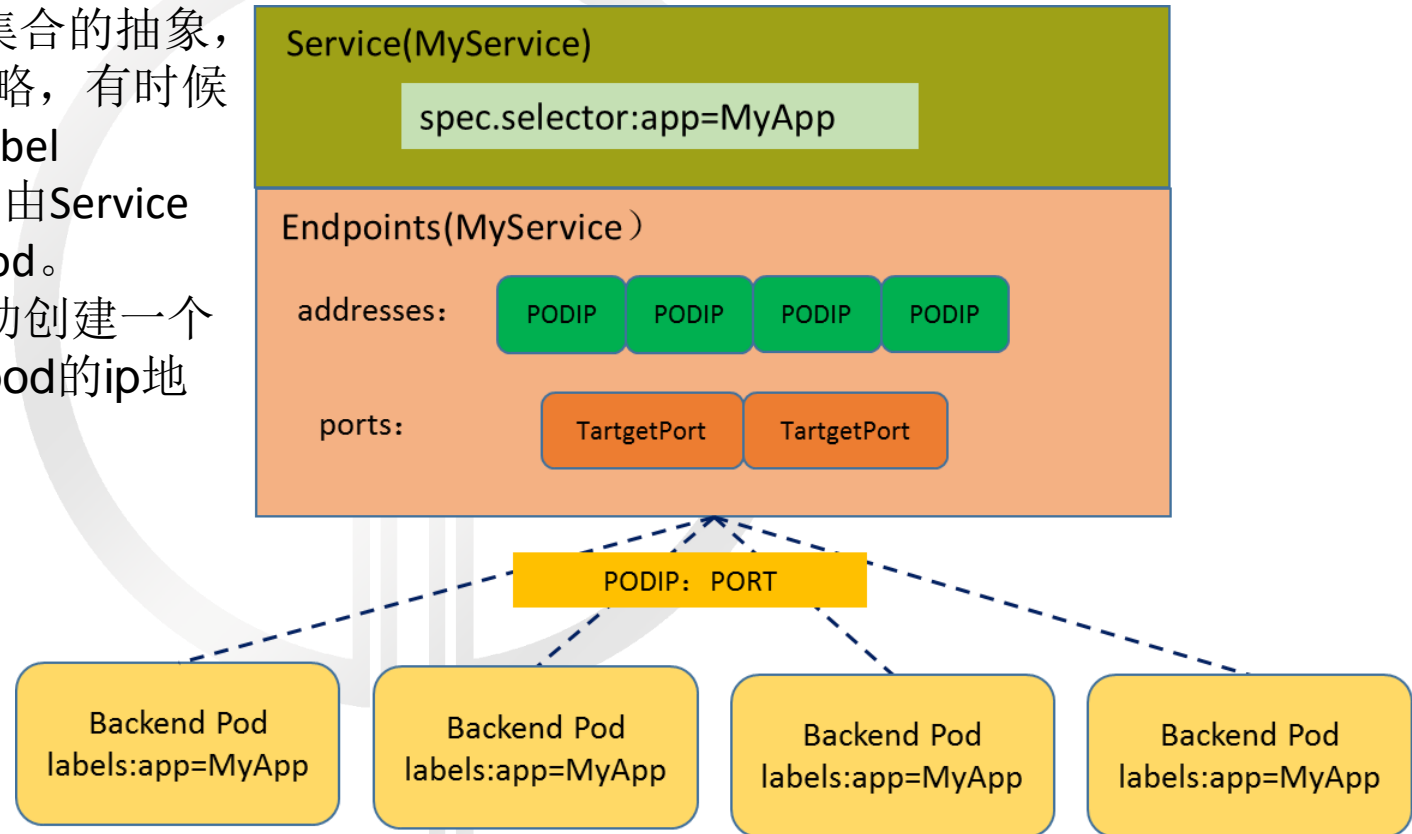 集合的抽象，
略，有时候
bel
由Service
od。
动创建一个
pod的ip地
Service(MyService)
spec.selector:app=MyApp
Endpoints(MyService）
addresses：
PODIP PODIP PODIP PODIP
ports：
TartgetPort TartgetPort
PODIP：PORT
Backend Pod
labels:app=MyApp
Backend Pod
labels:app=MyApp
Backend Pod
labels:app=MyApp
Backend Pod
labels:app=MyApp